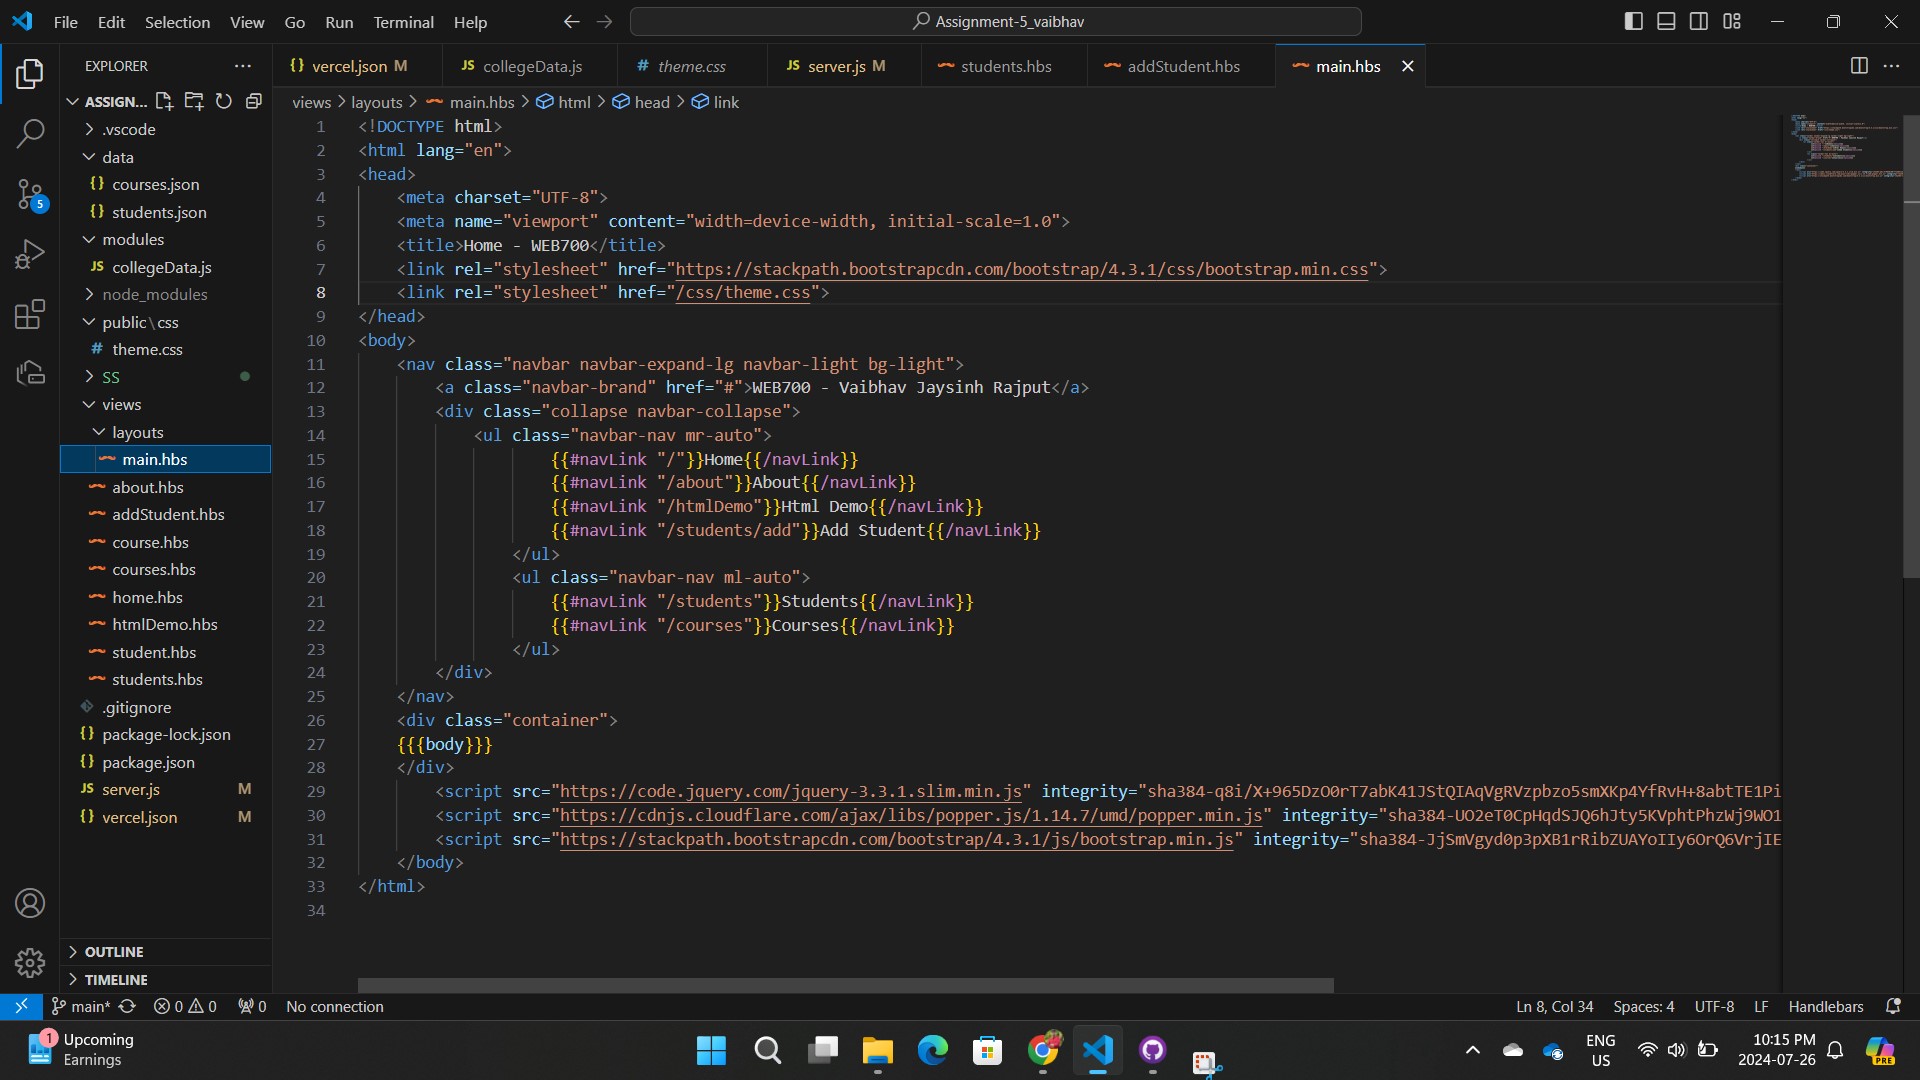 File Edit Selection View Go Run Terminal Help
Assignment-5_vaibhav
EXPLORER
ASSIGN...
.vscode
data
{} courses.json
{} students.json
modules
JS collegeData.js
node_modules
public\css
# theme.css
SS
views
layouts
main.hbs
about.hbs
addStudent.hbs
course.hbs
courses.hbs
home.hbs
htmlDemo.hbs
student.hbs
students.hbs
.gitignore
{} package-lock.json
{} package.json
JS server.js M
{} vercel.json M
OUTLINE
TIMELINE
5
{} vercel.json M JS collegeData.js # theme.css JS server.js M students.hbs addStudent.hbs main.hbs
views > layouts > main.hbs > html > head > link
1 <!DOCTYPE html>
2 <html lang="en">
3 <head>
4 <meta charset="UTF-8">
5 <meta name="viewport" content="width=device-width, initial-scale=1.0">
6 <title>Home - WEB700</title>
7 <link rel="stylesheet" href="https://stackpath.bootstrapcdn.com/bootstrap/4.3.1/css/bootstrap.min.css">
8 <link rel="stylesheet" href="/css/theme.css">
9 </head>
10 <body>
11 <nav class="navbar navbar-expand-lg navbar-light bg-light">
12 <a class="navbar-brand" href="#">WEB700 - Vaibhav Jaysinh Rajput</a>
13 <div class="collapse navbar-collapse">
14 <ul class="navbar-nav mr-auto">
15 {{#navLink "/"}}Home{{/navLink}}
16 {{#navLink "/about"}}About{{/navLink}}
17 {{#navLink "/htmlDemo"}}Html Demo{{/navLink}}
18 {{#navLink "/students/add"}}Add Student{{/navLink}}
19 </ul>
20 <ul class="navbar-nav ml-auto">
21 {{#navLink "/students"}}Students{{/navLink}}
22 {{#navLink "/courses"}}Courses{{/navLink}}
23 </ul>
24 </div>
25 </nav>
26 <div class="container">
27 {{{body}}}
28 </div>
29 <script src="https://code.jquery.com/jquery-3.3.1.slim.min.js" integrity="sha384-q8i/X+965DzO0rT7abK41JStQIAqVgRVzpbzo5smXKp4YfRvH+8abtTE1Pi
30 <script src="https://cdnjs.cloudflare.com/ajax/libs/popper.js/1.14.7/umd/popper.min.js" integrity="sha384-UO2eT0CpHqdSJQ6hJty5KVphtPhzWj9WO1
31 <script src="https://stackpath.bootstrapcdn.com/bootstrap/4.3.1/js/bootstrap.min.js" integrity="sha384-JjSmVgyd0p3pXB1rRibZUAYoIIy6OrQ6VrjIE
32 </body>
33 </html>
34
main* 0 0 0 No connection
Ln 8, Col 34 Spaces: 4 UTF-8 LF Handlebars
1
Upcoming
Earnings
ENG
US
10:15 PM
2024-07-26
PRE